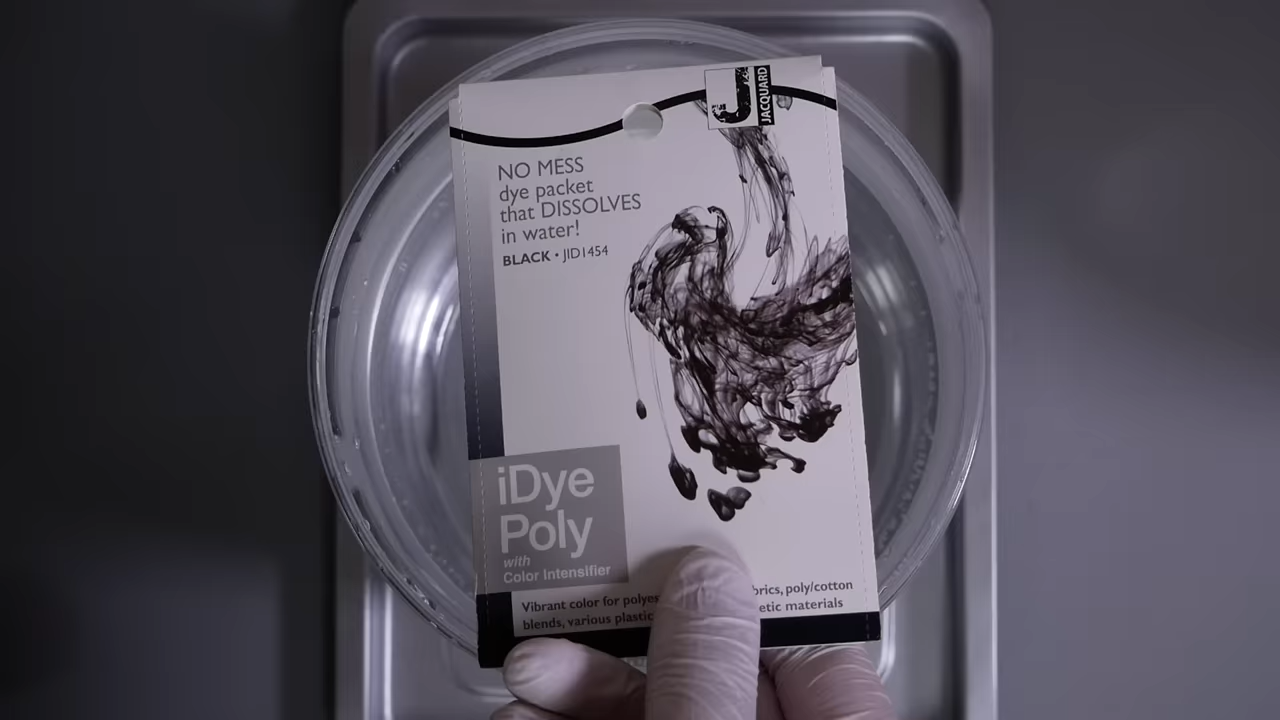 J
JACQUARD
NO MESS
dye packet
that DISSOLVES
in water!
BLACK • JID1454
iDye
Poly
with
Color Intensifier
Vibrant color for polyes brics, poly/cotton
blends, various plastic etic materials